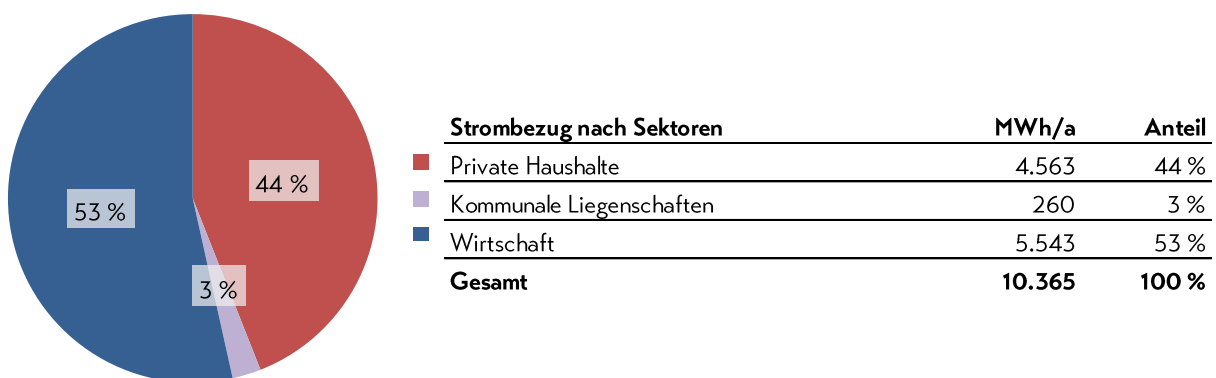 44 %
53 %
3 %
Strombezug nach Sektoren MWh/a Anteil
Private Haushalte 4.563 44 %
Kommunale Liegenschaften 260 3 %
Wirtschaft 5.543 53 %
Gesamt 10.365 100 %